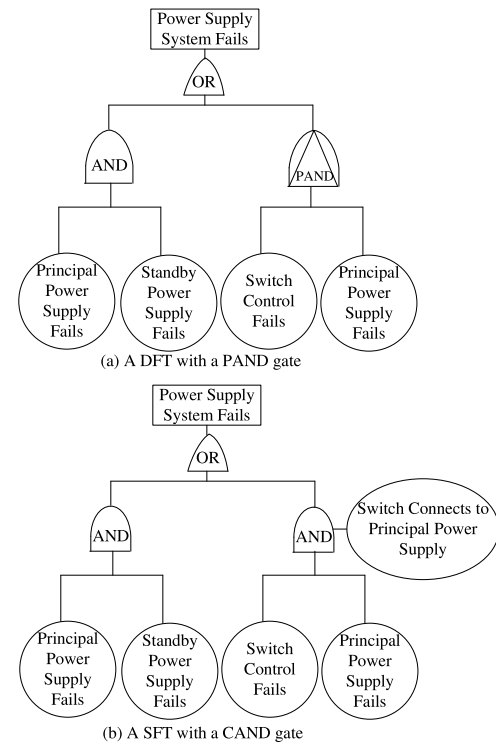 Power Supply
System Fails
OR
AND
PAND
Principal
Power
Supply
Fails
Standby
Power
Supply
Fails
Switch
Control
Fails
Principal
Power
Supply
Fails
(a) A DFT with a PAND gate
Power Supply
System Fails
OR
AND
AND
Switch Connects to
Principal Power
Supply
Principal
Power
Supply
Fails
Standby
Power
Supply
Fails
Switch
Control
Fails
Principal
Power
Supply
Fails
(b) A SFT with a CAND gate